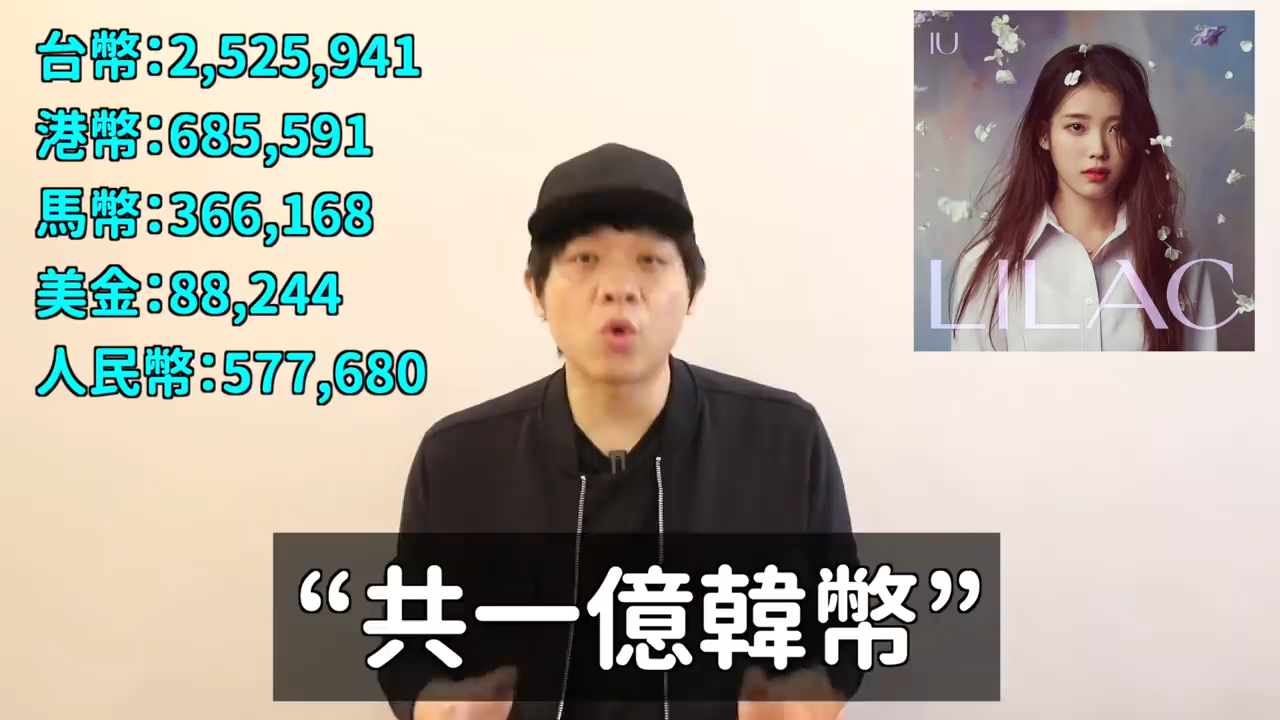 台幣：2,525,941
港幣：685,591
馬幣：366,168
美金：88,244
人民幣：577,680
IU
LILAC
“共一億韓幣”